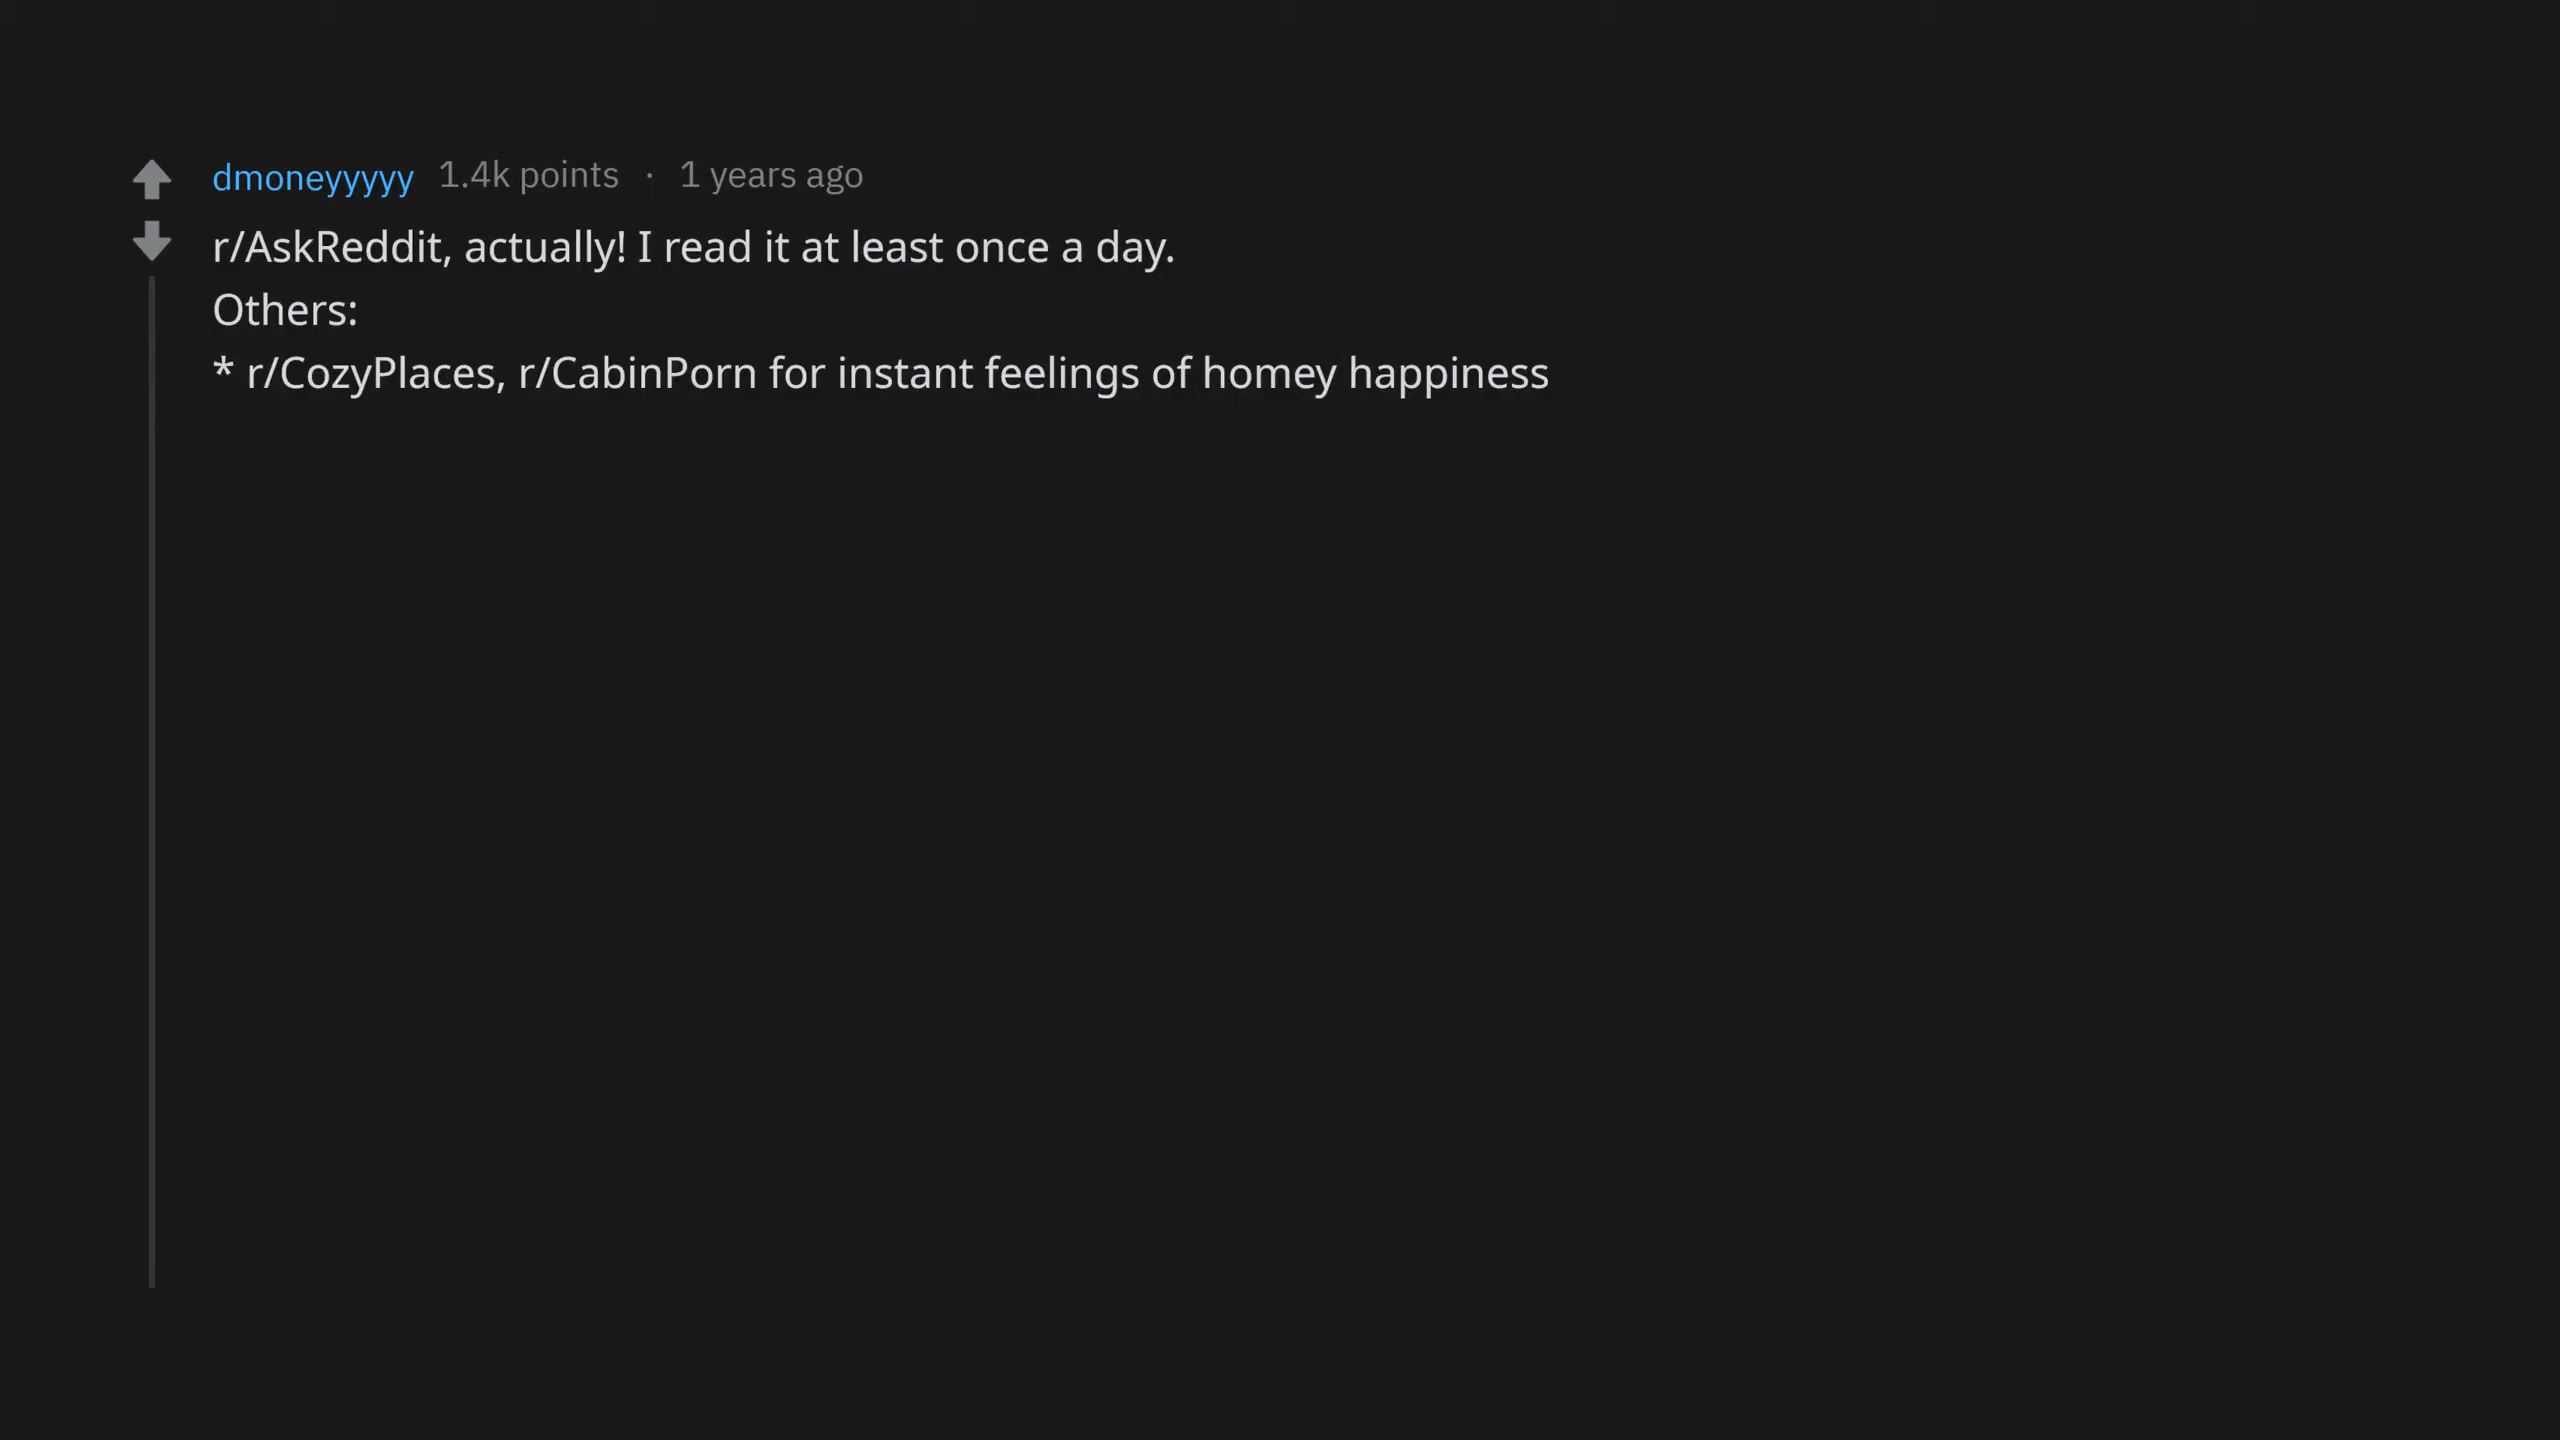 dmoneyyyyy 1.4k points · 1 years ago
r/AskReddit, actually! I read it at least once a day.
Others:
* r/CozyPlaces, r/CabinPorn for instant feelings of homey happiness